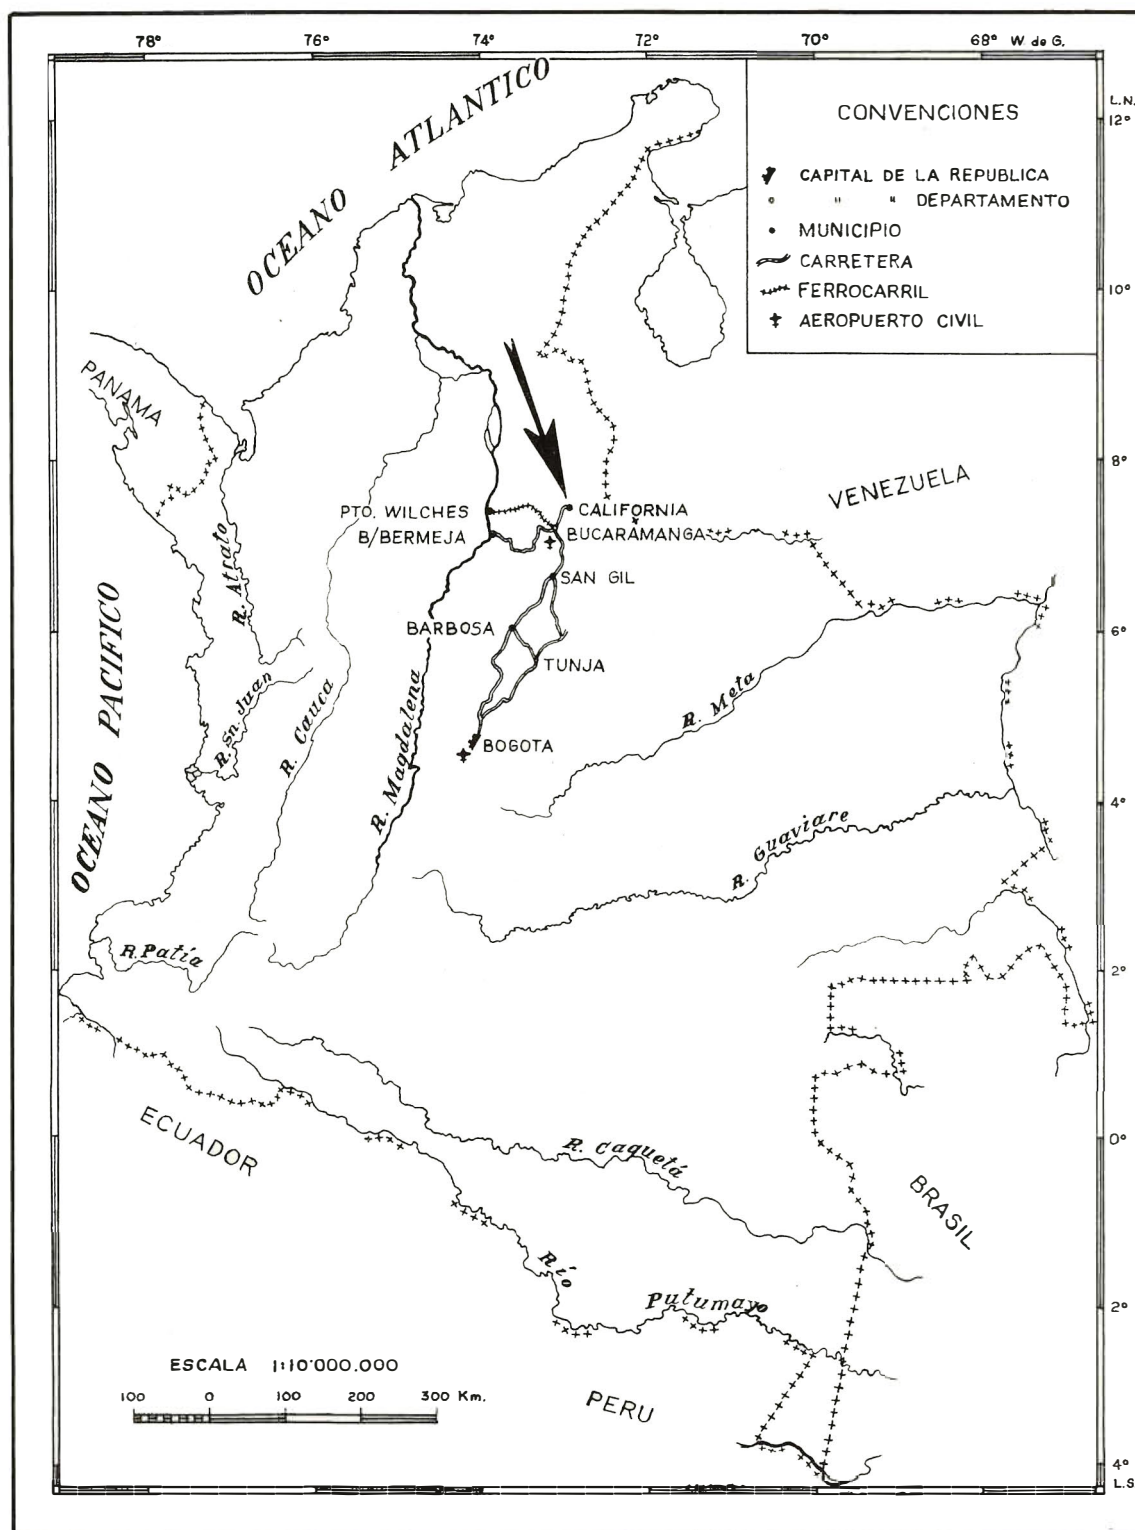 78° 76° 74° 72° 70° 68° W. de G.
L.N.
12°
10°
8°
6°
4°
2°
0°
2°
4°
L.S.
CONVENCIONES
CAPITAL DE LA REPUBLICA
" " DEPARTAMENTO
MUNICIPIO
CARRETERA
FERROCARRIL
AEROPUERTO CIVIL
OCEANO ATLANTICO
PANAMA
VENEZUELA
PTO. WILCHES
CALIFORNIA
B/BERMEJA
BUCARAMANGA
SAN GIL
BARBOSA
TUNJA
BOGOTA
OCEANO PACIFICO
R. Atrato
R. Sn. Juan
R. Cauca
R. Magdalena
R. Meta
R. Guaviare
R. Patía
ECUADOR
R. Caquetá
BRASIL
Río
Putumayo
PERU
ESCALA 1:10'000.000
100 0 100 200 300 Km.